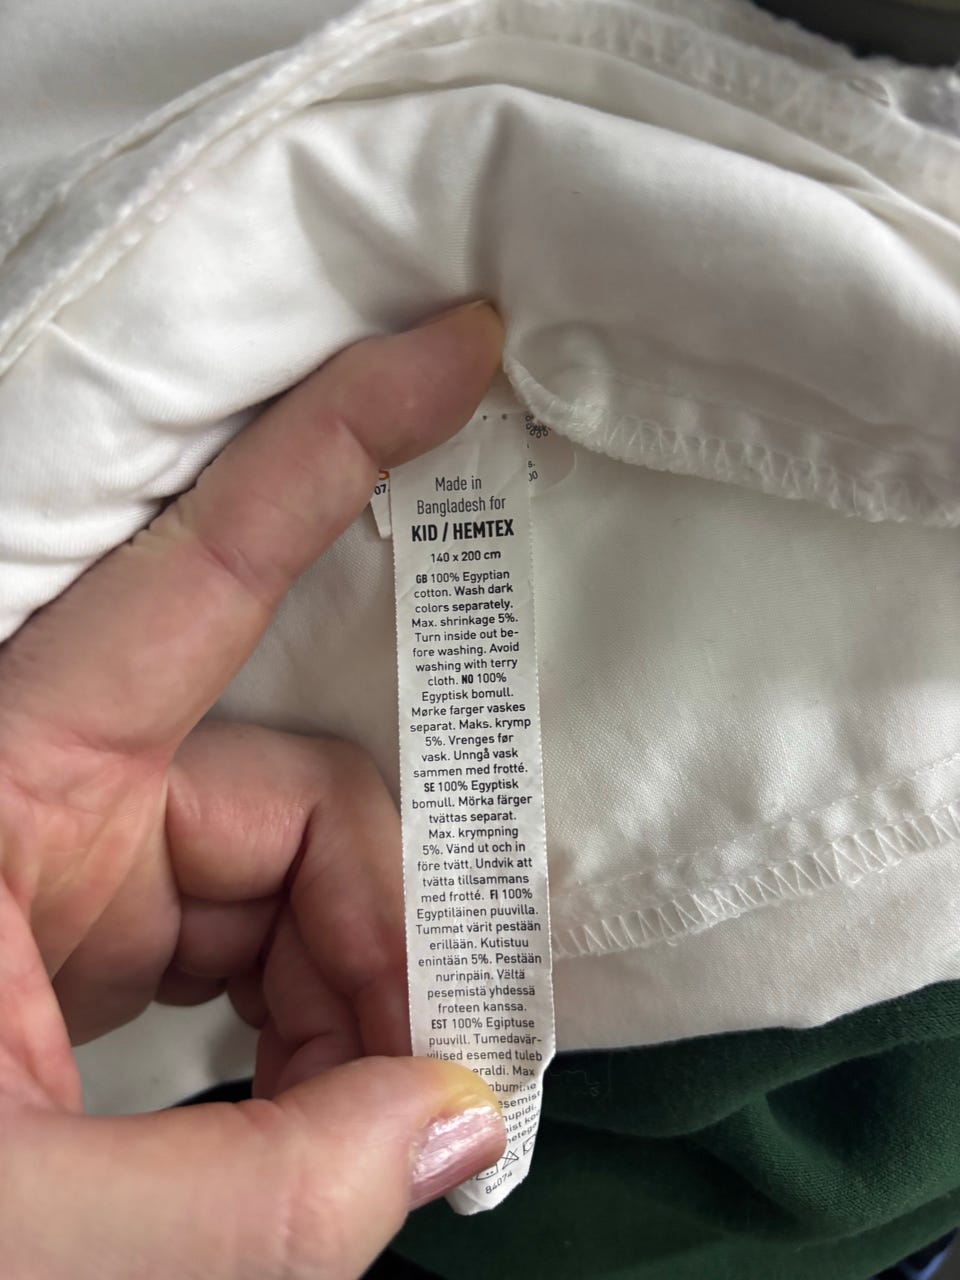 07.
s.
00
Made in
Bangladesh for
KID / HEMTEX
140 x 200 cm
GB 100% Egyptian
cotton. Wash dark
colors separately.
Max. shrinkage 5%.
Turn inside out be-
fore washing. Avoid
washing with terry
cloth. NO 100%
Egyptisk bomull.
Mørke farger vaskes
separat. Maks. krymp
5%. Vrenges før
vask. Unngå vask
sammen med frotté.
SE 100% Egyptisk
bomull. Mörka färger
tvättas separat.
Max. krympning
5%. Vänd ut och in
före tvätt. Undvik att
tvätta tillsammans
med frotté. FI 100%
Egyptiläinen puuvilla.
Tummat värit pestään
erillään. Kutistuu
enintään 5%. Pestään
nurinpäin. Vältä
pesemistä yhdessä
froteen kanssa.
EST 100% Egiptuse
puuvill. Tumedavär-
vilised esemed tuleb
eraldi. Max
84074